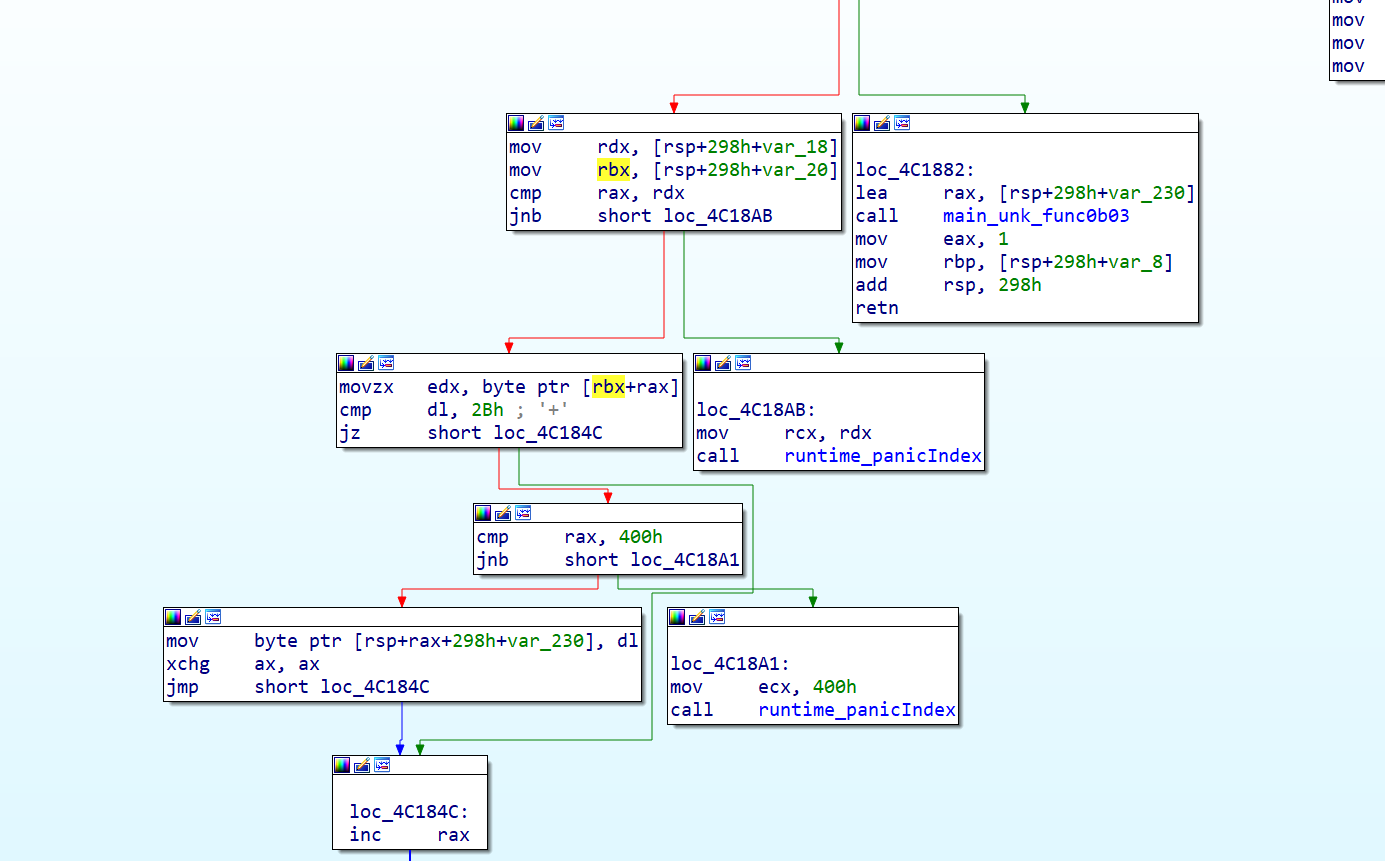 mov
mov
mov
mov
mov rdx, [rsp+298h+var_18]
mov rbx, [rsp+298h+var_20]
cmp rax, rdx
jnb short loc_4C18AB
loc_4C1882:
lea rax, [rsp+298h+var_230]
call main_unk_func0b03
mov eax, 1
mov rbp, [rsp+298h+var_8]
add rsp, 298h
retn
movzx edx, byte ptr [rbx+rax]
cmp dl, 2Bh ; '+'
jz short loc_4C184C
loc_4C18AB:
mov rcx, rdx
call runtime_panicIndex
cmp rax, 400h
jnb short loc_4C18A1
mov byte ptr [rsp+rax+298h+var_230], dl
xchg ax, ax
jmp short loc_4C184C
loc_4C18A1:
mov ecx, 400h
call runtime_panicIndex
loc_4C184C:
inc rax